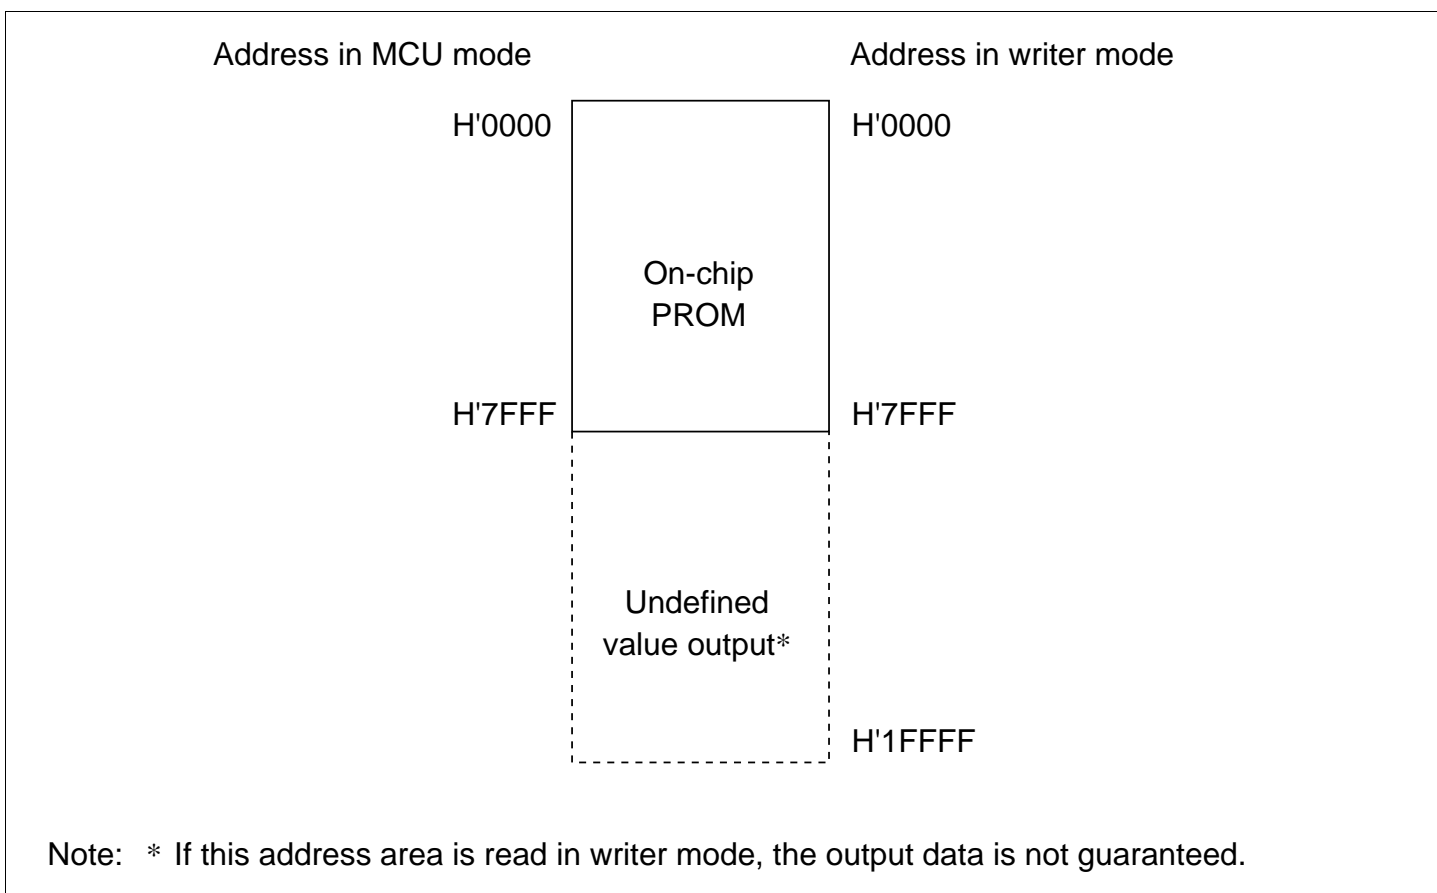 Address in MCU mode
Address in writer mode
H'0000
H'0000
On-chip
PROM
H'7FFF
H'7FFF
Undefined
value output*
H'1FFFF
Note: * If this address area is read in writer mode, the output data is not guaranteed.